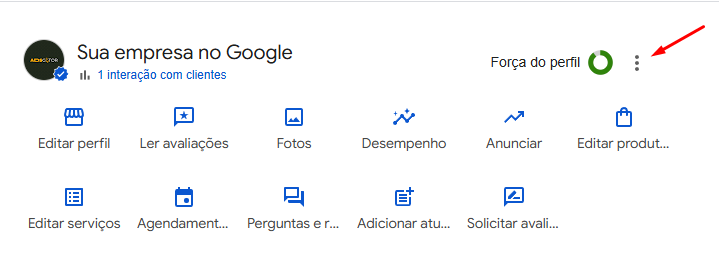 Sua empresa no Google
1 interação com clientes
Força do perfil
Editar perfil
Ler avaliações
Fotos
Desempenho
Anunciar
Editar produt...
Editar serviços
Agendament...
Perguntas e r...
Adicionar atu...
Solicitar avali...